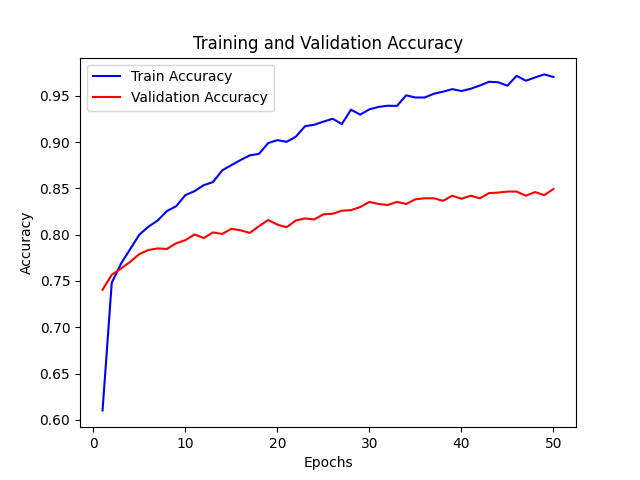 Training and Validation Accuracy
Train Accuracy
Validation Accuracy
0.95
0.90
0.85
0.80
0.75
0.70
0.65
0.60
Accuracy
0 10 20 30 40 50
Epochs